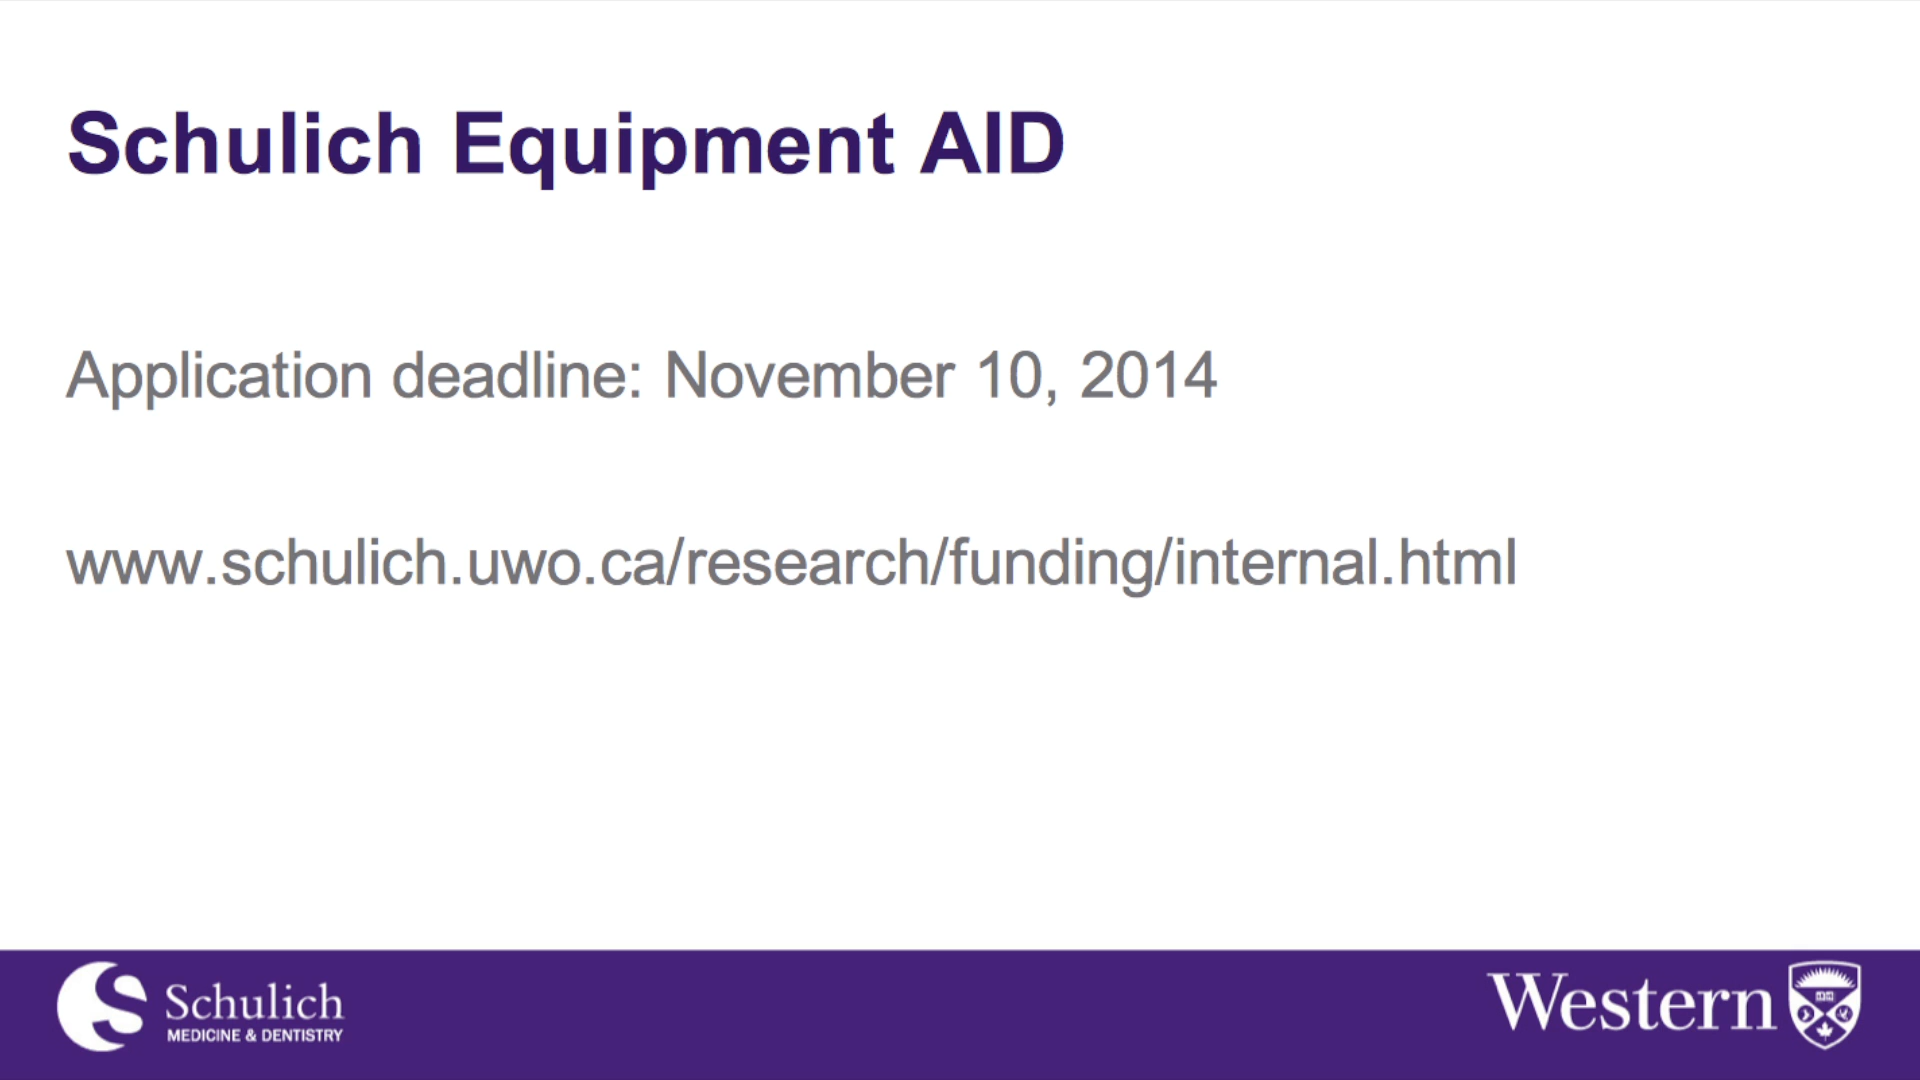 Schulich Equipment AID
Application deadline: November 10, 2014
www.schulich.uwo.ca/research/funding/internal.html
Schulich
MEDICINE & DENTISTRY
Western